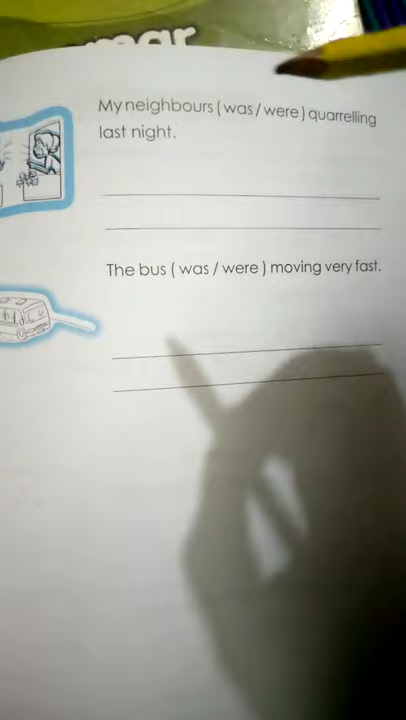 My neighbours ( was / were ) quarrelling
last night.
The bus ( was / were ) moving very fast.